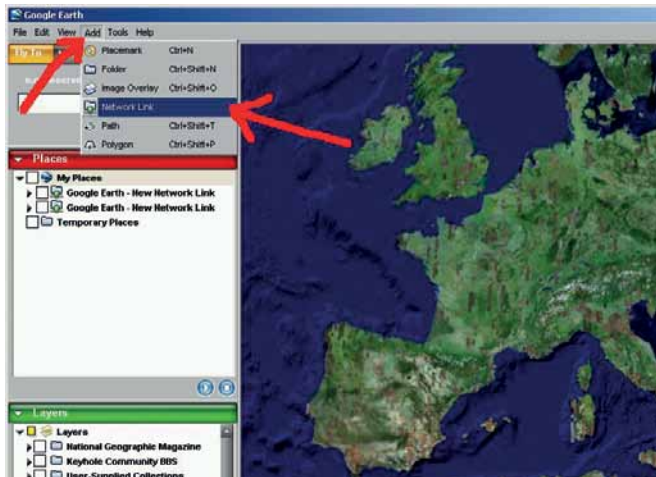 Google Earth
File Edit View Add Tools Help
Fly To
Placemark Ctrl+N
Folder Ctrl+Shift+N
Image Overlay Ctrl+Shift+O
Network Link
Path Ctrl+Shift+T
Polygon Ctrl+Shift+P
Places
My Places
Google Earth - New Network Link
Google Earth - New Network Link
Temporary Places
Layers
Layers
National Geographic Magazine
Keyhole Community BBS
User-Supplied Collections